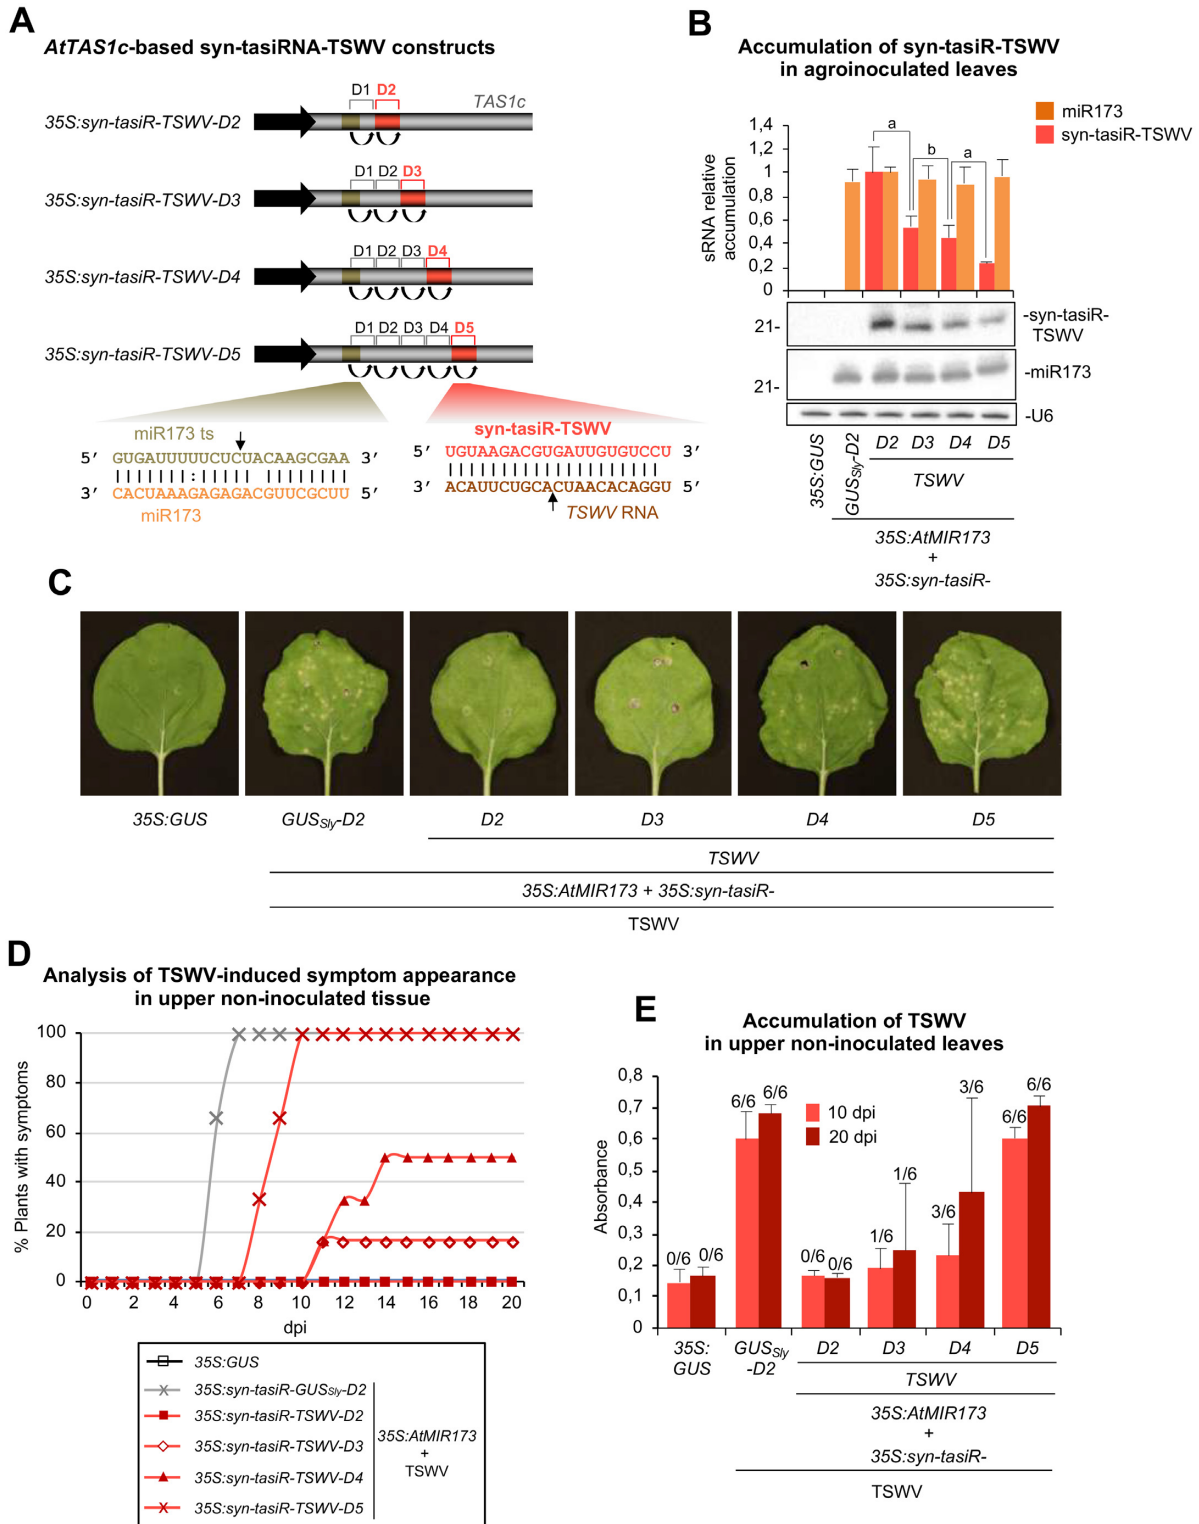 A
AtTAS1c-based syn-tasiRNA-TSWV constructs
D1 D2
TAS1c
35S:syn-tasiR-TSWV-D2
D1 D2 D3
35S:syn-tasiR-TSWV-D3
D1 D2 D3 D4
35S:syn-tasiR-TSWV-D4
D1 D2 D3 D4 D5
35S:syn-tasiR-TSWV-D5
miR173 ts
5’ GUGAUUUUUCUCUACAAGCGAA 3’
3’ CACUAAAGAGAGACGUUCGCUU 5’
miR173
syn-tasiR-TSWV
5’ UGUAAGACGUGAUUGUGUCCU 3’
3’ ACAUUCUGCACUAACACAGGU 5’
TSWV RNA
B
Accumulation of syn-tasiR-TSWV
in agroinoculated leaves
miR173
syn-tasiR-TSWV
sRNA relative
accumulation
1,4
1,2
1
0,8
0,6
0,4
0,2
0
a
b
a
21-
-syn-tasiR-
TSWV
21-
-miR173
-U6
35S:GUS
GUSSly-D2
D2 D3 D4 D5
TSWV
35S:AtMIR173
+
35S:syn-tasiR-
C
35S:GUS GUSSly-D2 D2 D3 D4 D5
TSWV
35S:AtMIR173 + 35S:syn-tasiR-
TSWV
D
Analysis of TSWV-induced symptom appearance
in upper non-inoculated tissue
% Plants with symptoms
100
80
60
40
20
0
0 2 4 6 8 10 12 14 16 18 20
dpi
35S:GUS
35S:syn-tasiR-GUSSly-D2
35S:syn-tasiR-TSWV-D2
35S:syn-tasiR-TSWV-D3
35S:syn-tasiR-TSWV-D4
35S:syn-tasiR-TSWV-D5
35S:AtMIR173
+
TSWV
E
Accumulation of TSWV
in upper non-inoculated leaves
Absorbance
0,8
0,7
0,6
0,5
0,4
0,3
0,2
0,1
0
10 dpi
20 dpi
0/6 0/6 6/6 6/6 0/6 0/6 1/6 1/6 3/6 3/6 6/6 6/6
35S:
GUS
GUSSly
-D2
D2 D3 D4 D5
TSWV
35S:AtMIR173
+
35S:syn-tasiR-
TSWV